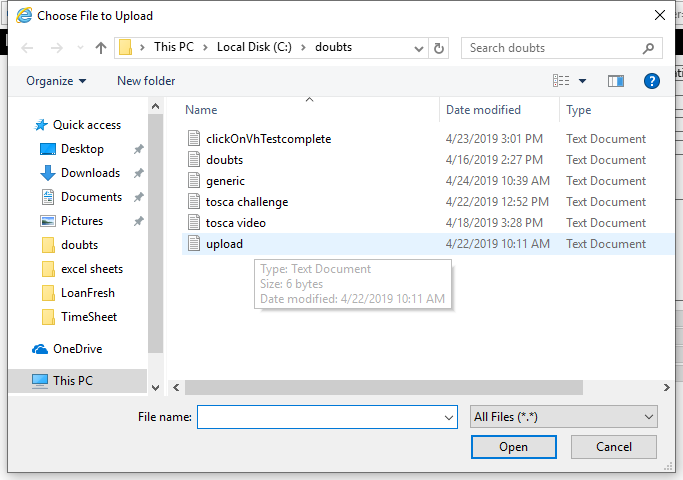 Choose File to Upload
This PC > Local Disk (C:) > doubts
Search doubts
Organize
New folder
Name
Date modified
Type
Quick access
Desktop
Downloads
Documents
Pictures
doubts
excel sheets
LoanFresh
TimeSheet
OneDrive
This PC
clickOnVhTestcomplete 4/23/2019 3:01 PM Text Document
doubts 4/16/2019 2:27 PM Text Document
generic 4/24/2019 10:39 AM Text Document
tosca challenge 4/22/2019 12:52 PM Text Document
tosca video 4/18/2019 3:28 PM Text Document
upload 4/22/2019 10:11 AM Text Document
Type: Text Document
Size: 6 bytes
Date modified: 4/22/2019 10:11 AM
File name:
All Files (*.*)
Open
Cancel